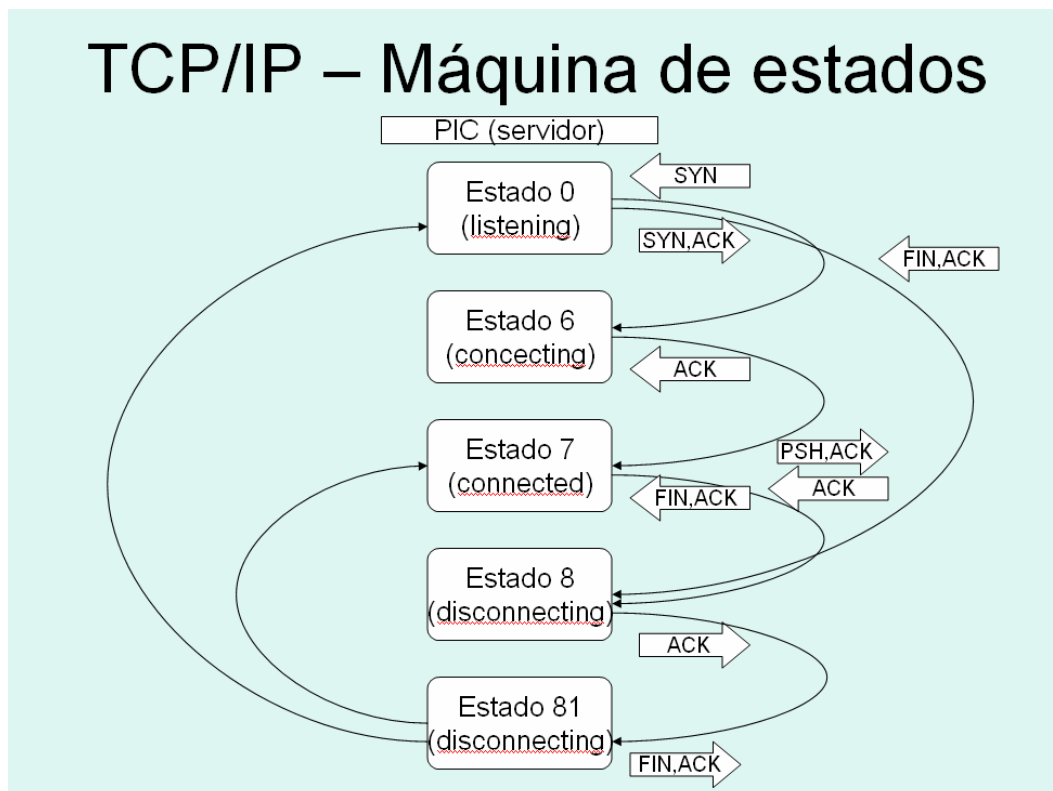 TCP/IP – Máquina de estados
PIC (servidor)
Estado 0
(listening)
SYN
SYN,ACK
FIN,ACK
Estado 6
(concecting)
ACK
Estado 7
(connected)
PSH,ACK
ACK
FIN,ACK
Estado 8
(disconnecting)
ACK
Estado 81
(disconnecting)
FIN,ACK